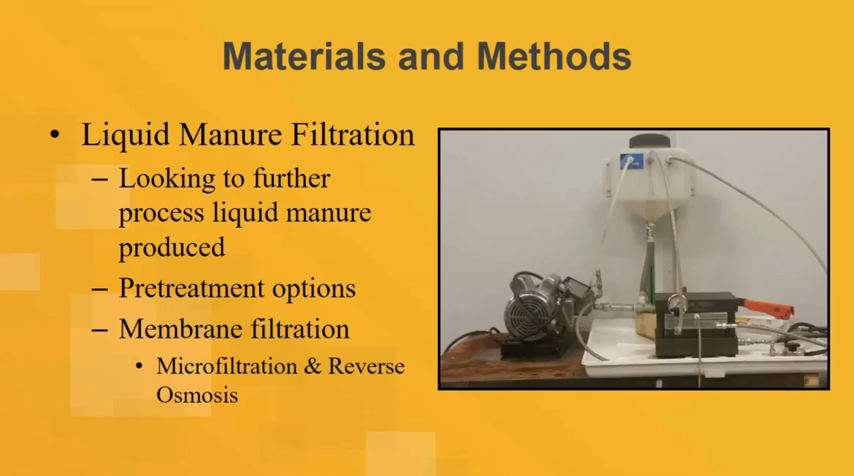 Materials and Methods
• Liquid Manure Filtration
– Looking to further
process liquid manure
produced
– Pretreatment options
– Membrane filtration
• Microfiltration & Reverse
Osmosis